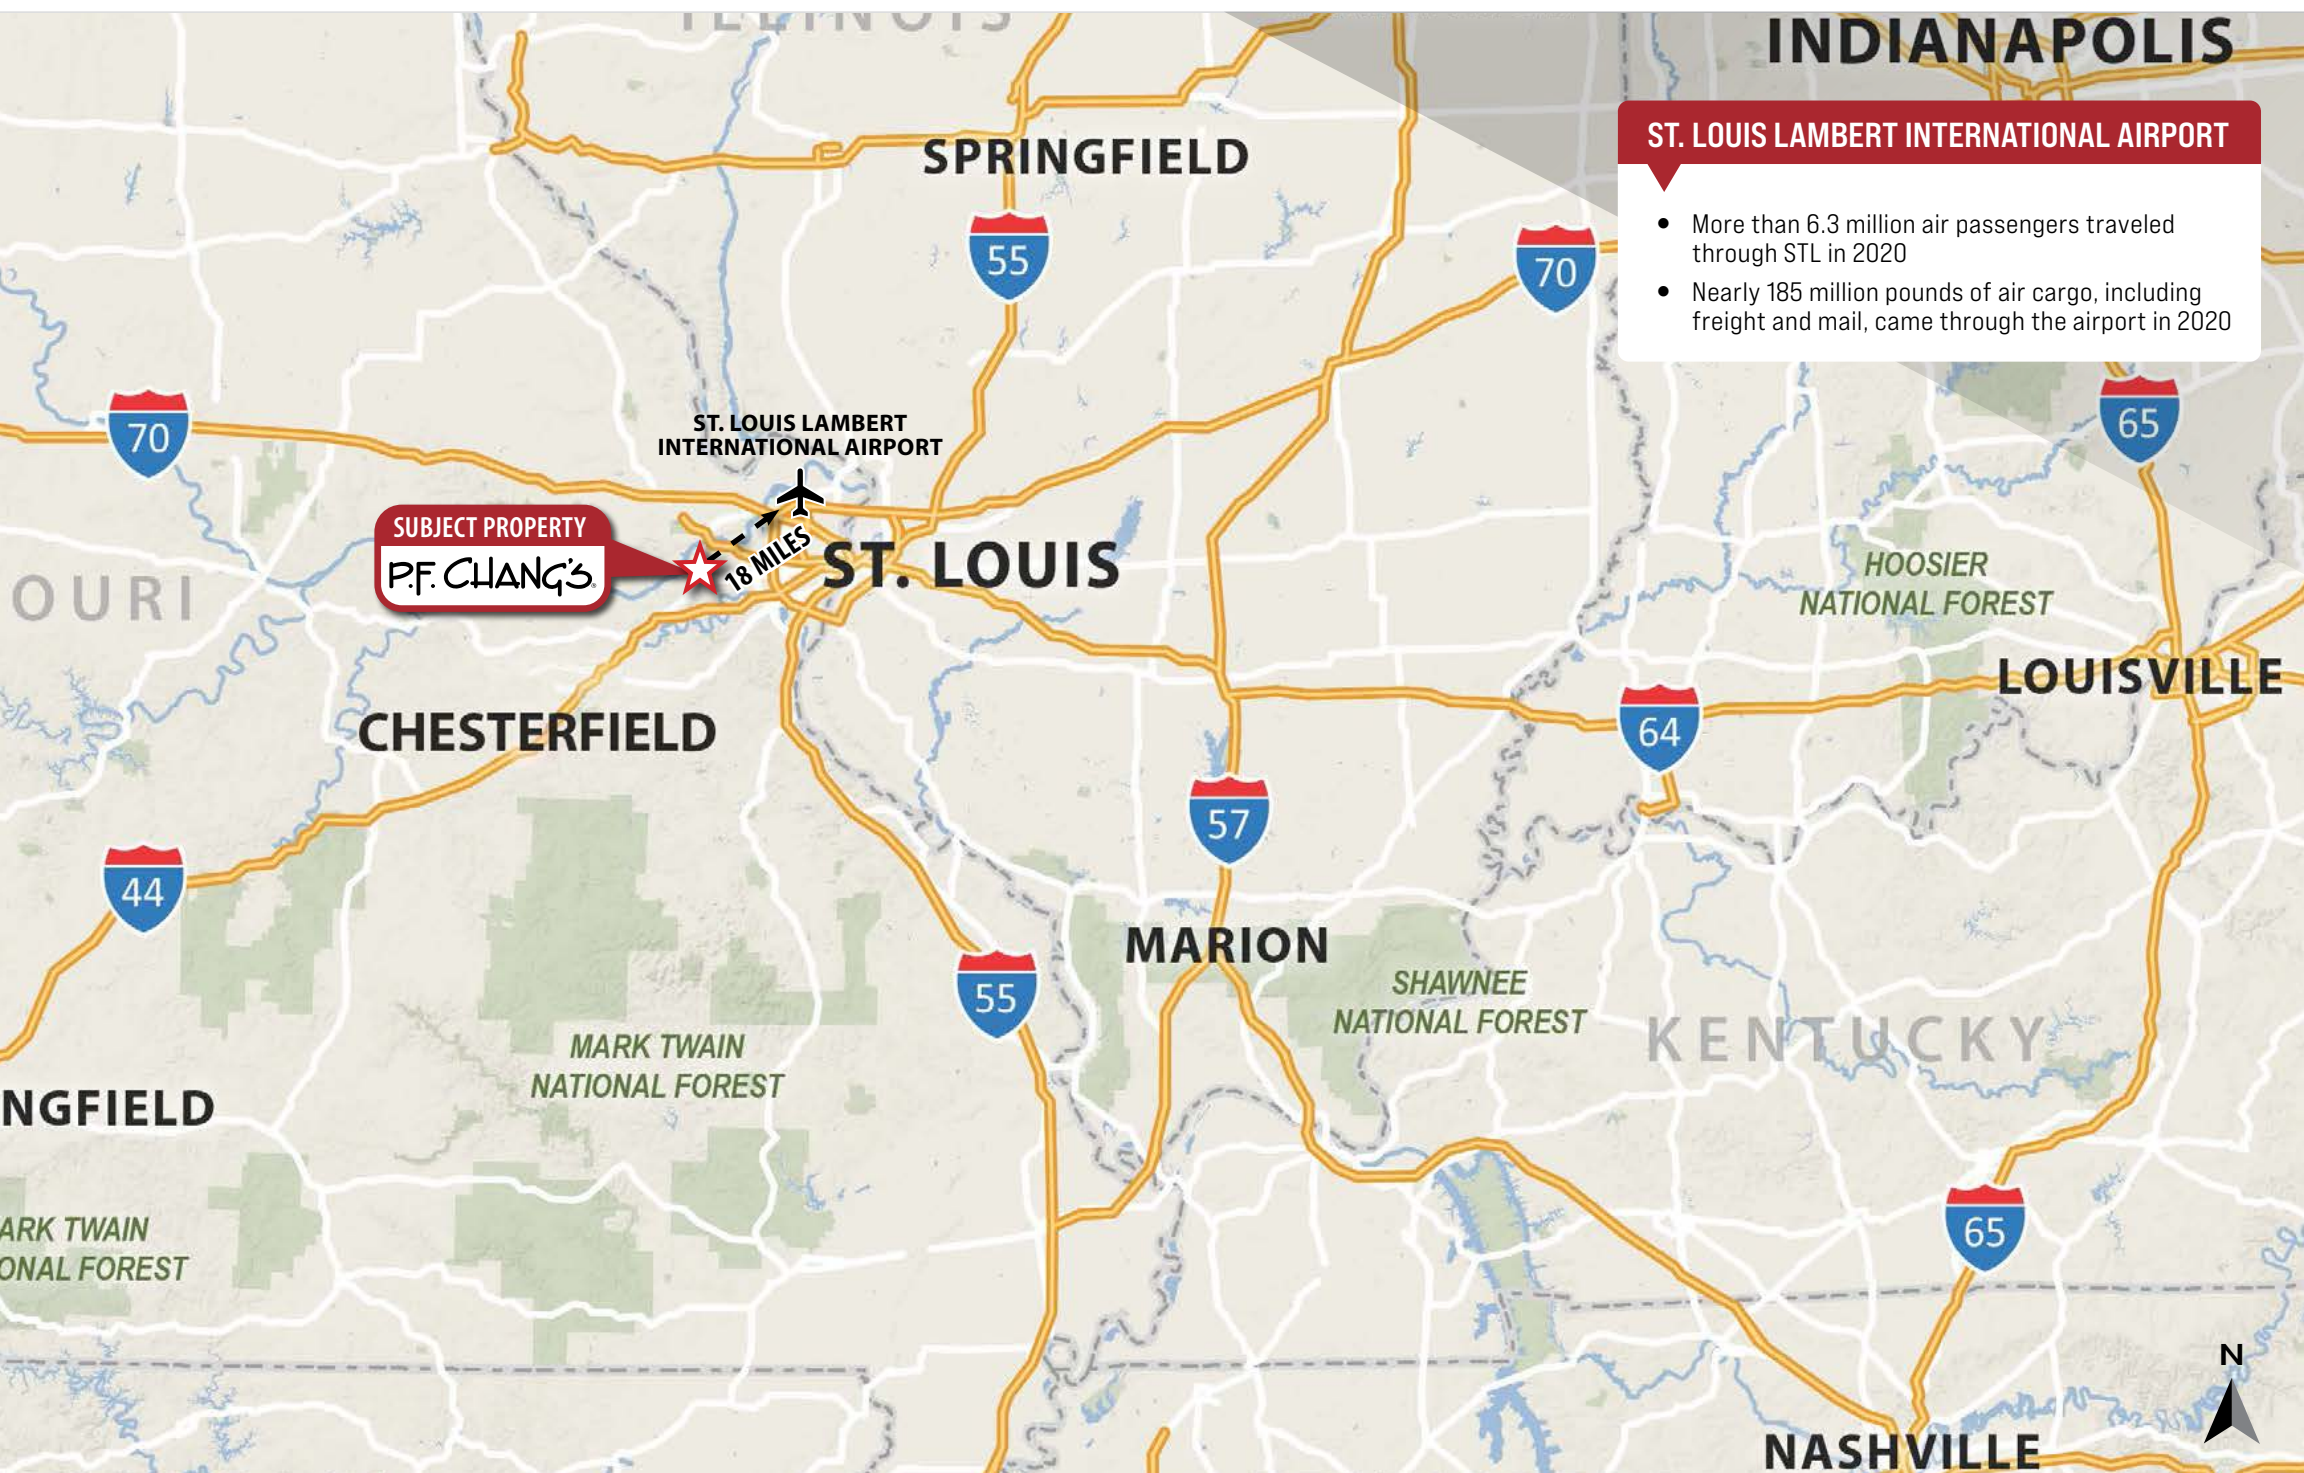 ILLINOIS
INDIANAPOLIS
ST. LOUIS LAMBERT INTERNATIONAL AIRPORT
• More than 6.3 million air passengers traveled
through STL in 2020
• Nearly 185 million pounds of air cargo, including
freight and mail, came through the airport in 2020
SPRINGFIELD
55
70
70
65
ST. LOUIS LAMBERT
INTERNATIONAL AIRPORT
SUBJECT PROPERTY
P.F. CHANG'S
18 MILES
ST. LOUIS
OURI
HOOSIER
NATIONAL FOREST
LOUISVILLE
CHESTERFIELD
64
57
44
MARION
55
SHAWNEE
NATIONAL FOREST
KENTUCKY
MARK TWAIN
NATIONAL FOREST
NGFIELD
ARK TWAIN
ONAL FOREST
65
N
NASHVILLE